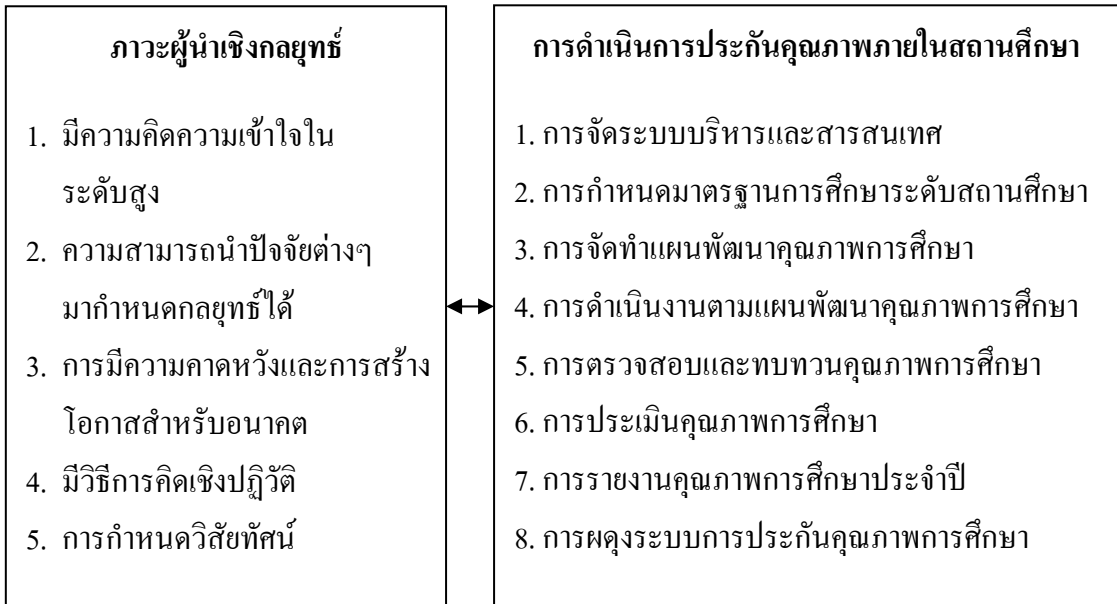 ภาวะผู้นำเชิงกลยุทธ์
1. มีความคิดความเข้าใจใน
ระดับสูง
2. ความสามารถนำปัจจัยต่างๆ
มากำหนดกลยุทธ์ได้
3. การมีความคาดหวังและการสร้าง
โอกาสสำหรับอนาคต
4. มีวิธีการคิดเชิงปฏิวัติ
5. การกำหนดวิสัยทัศน์
การดำเนินการประกันคุณภาพภายในสถานศึกษา
1. การจัดระบบบริหารและสารสนเทศ
2. การกำหนดมาตรฐานการศึกษาระดับสถานศึกษา
3. การจัดทำแผนพัฒนาคุณภาพการศึกษา
4. การดำเนินงานตามแผนพัฒนาคุณภาพการศึกษา
5. การตรวจสอบและทบทวนคุณภาพการศึกษา
6. การประเมินคุณภาพการศึกษา
7. การรายงานคุณภาพการศึกษาประจำปี
8. การผดุงระบบการประกันคุณภาพการศึกษา